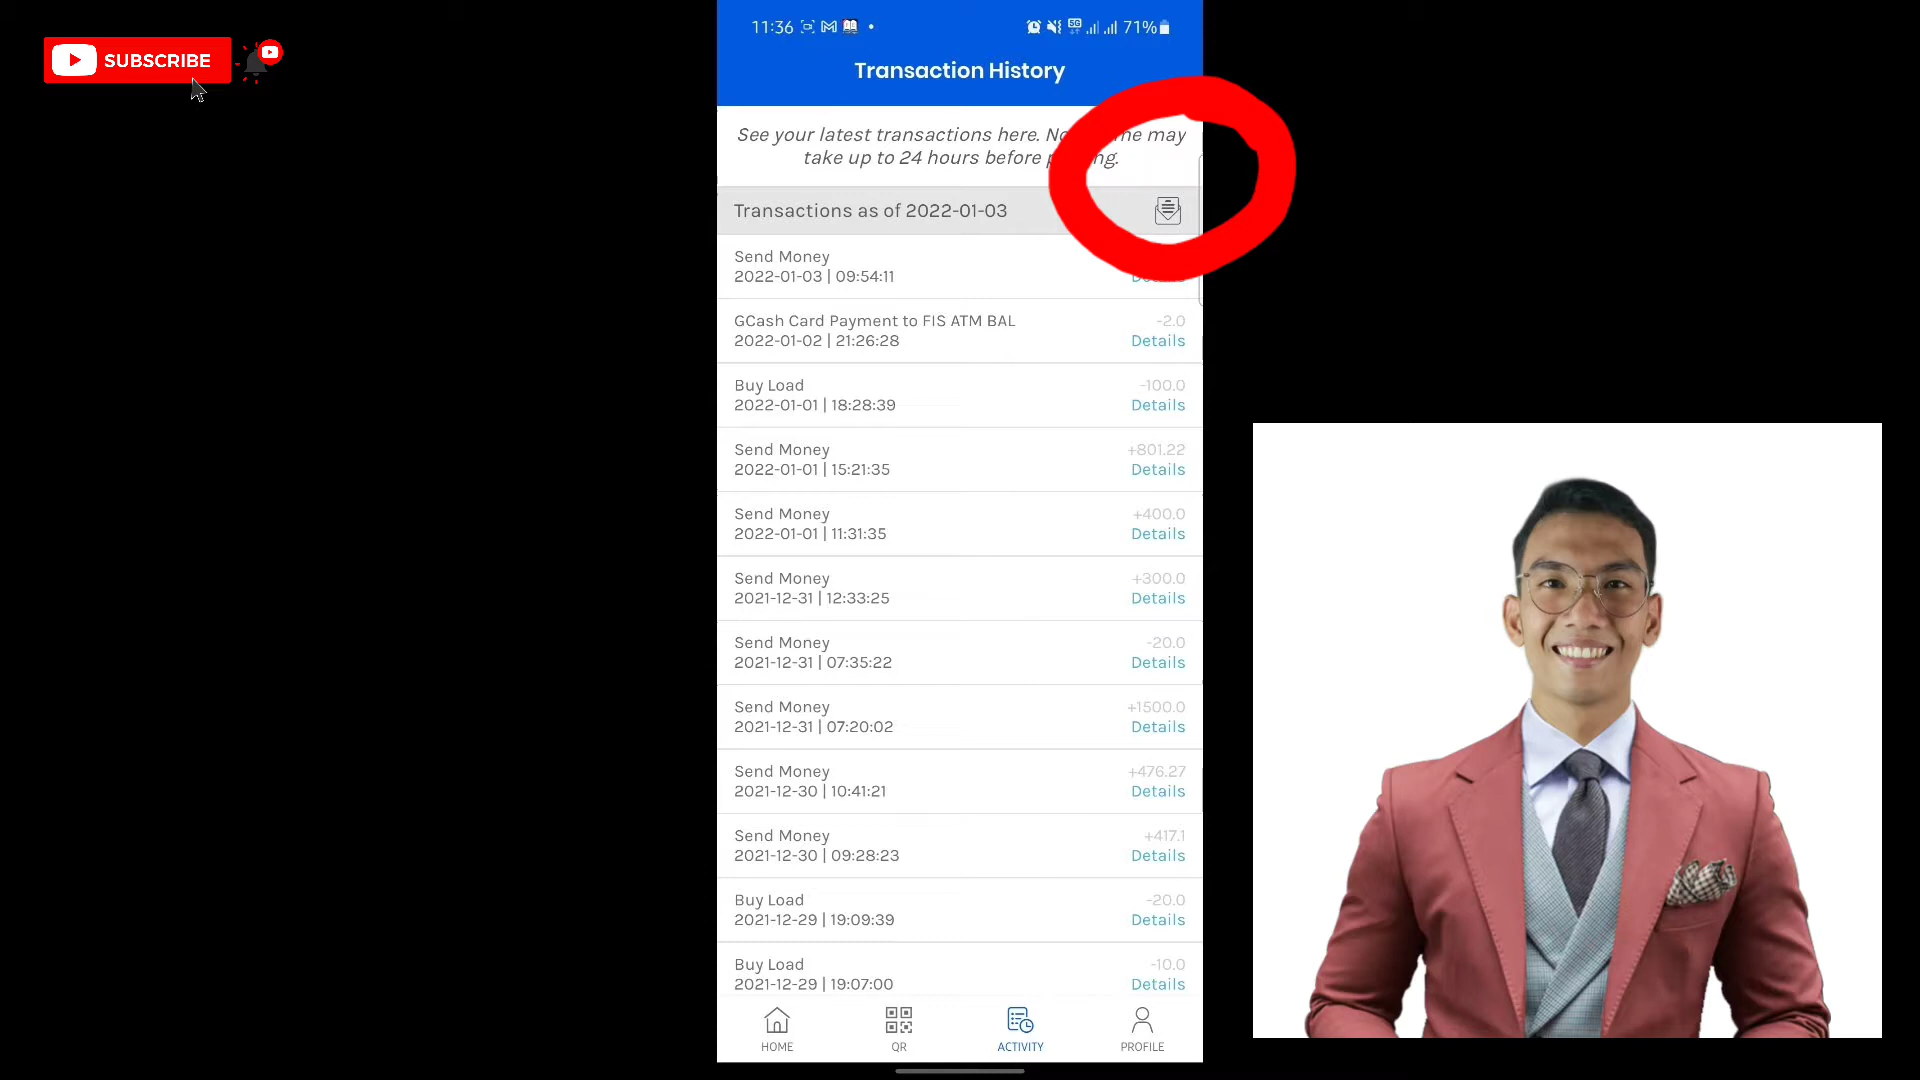 SUBSCRIBE
11:36
5G
71%
Transaction History
See your latest transactions here. may
take up to 24 hours before
Transactions as of 2022-01-03
Send Money
2022-01-03 | 09:54:11
GCash Card Payment to FIS ATM BAL
-2.0
2022-01-02 | 21:26:28
Details
Buy Load
-100.0
2022-01-01 | 18:28:39
Details
Send Money
+801.22
2022-01-01 | 15:21:35
Details
Send Money
+400.0
2022-01-01 | 11:31:35
Details
Send Money
+300.0
2021-12-31 | 12:33:25
Details
Send Money
-20.0
2021-12-31 | 07:35:22
Details
Send Money
+1500.0
2021-12-31 | 07:20:02
Details
Send Money
+476.27
2021-12-30 | 10:41:21
Details
Send Money
+417.1
2021-12-30 | 09:28:23
Details
Buy Load
-20.0
2021-12-29 | 19:09:39
Details
Buy Load
-10.0
2021-12-29 | 19:07:00
Details
HOME
QR
ACTIVITY
PROFILE